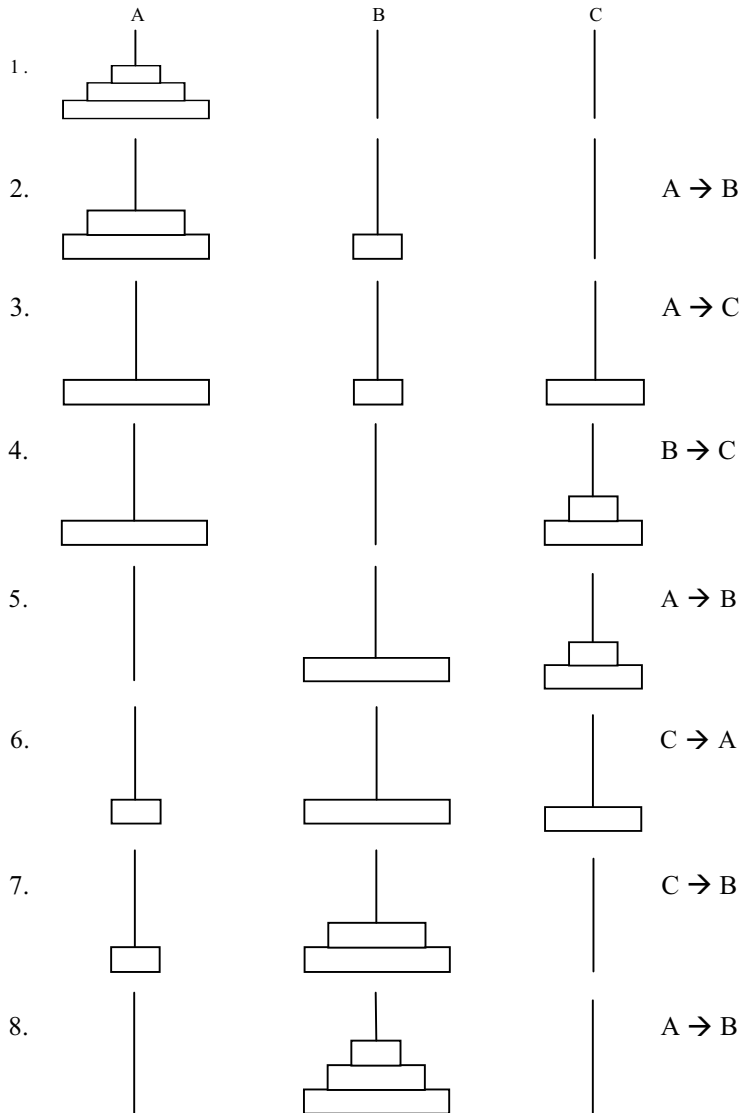 A B C
1.
2. A → B
3. A → C
4. B → C
5. A → B
6. C → A
7. C → B
8. A → B